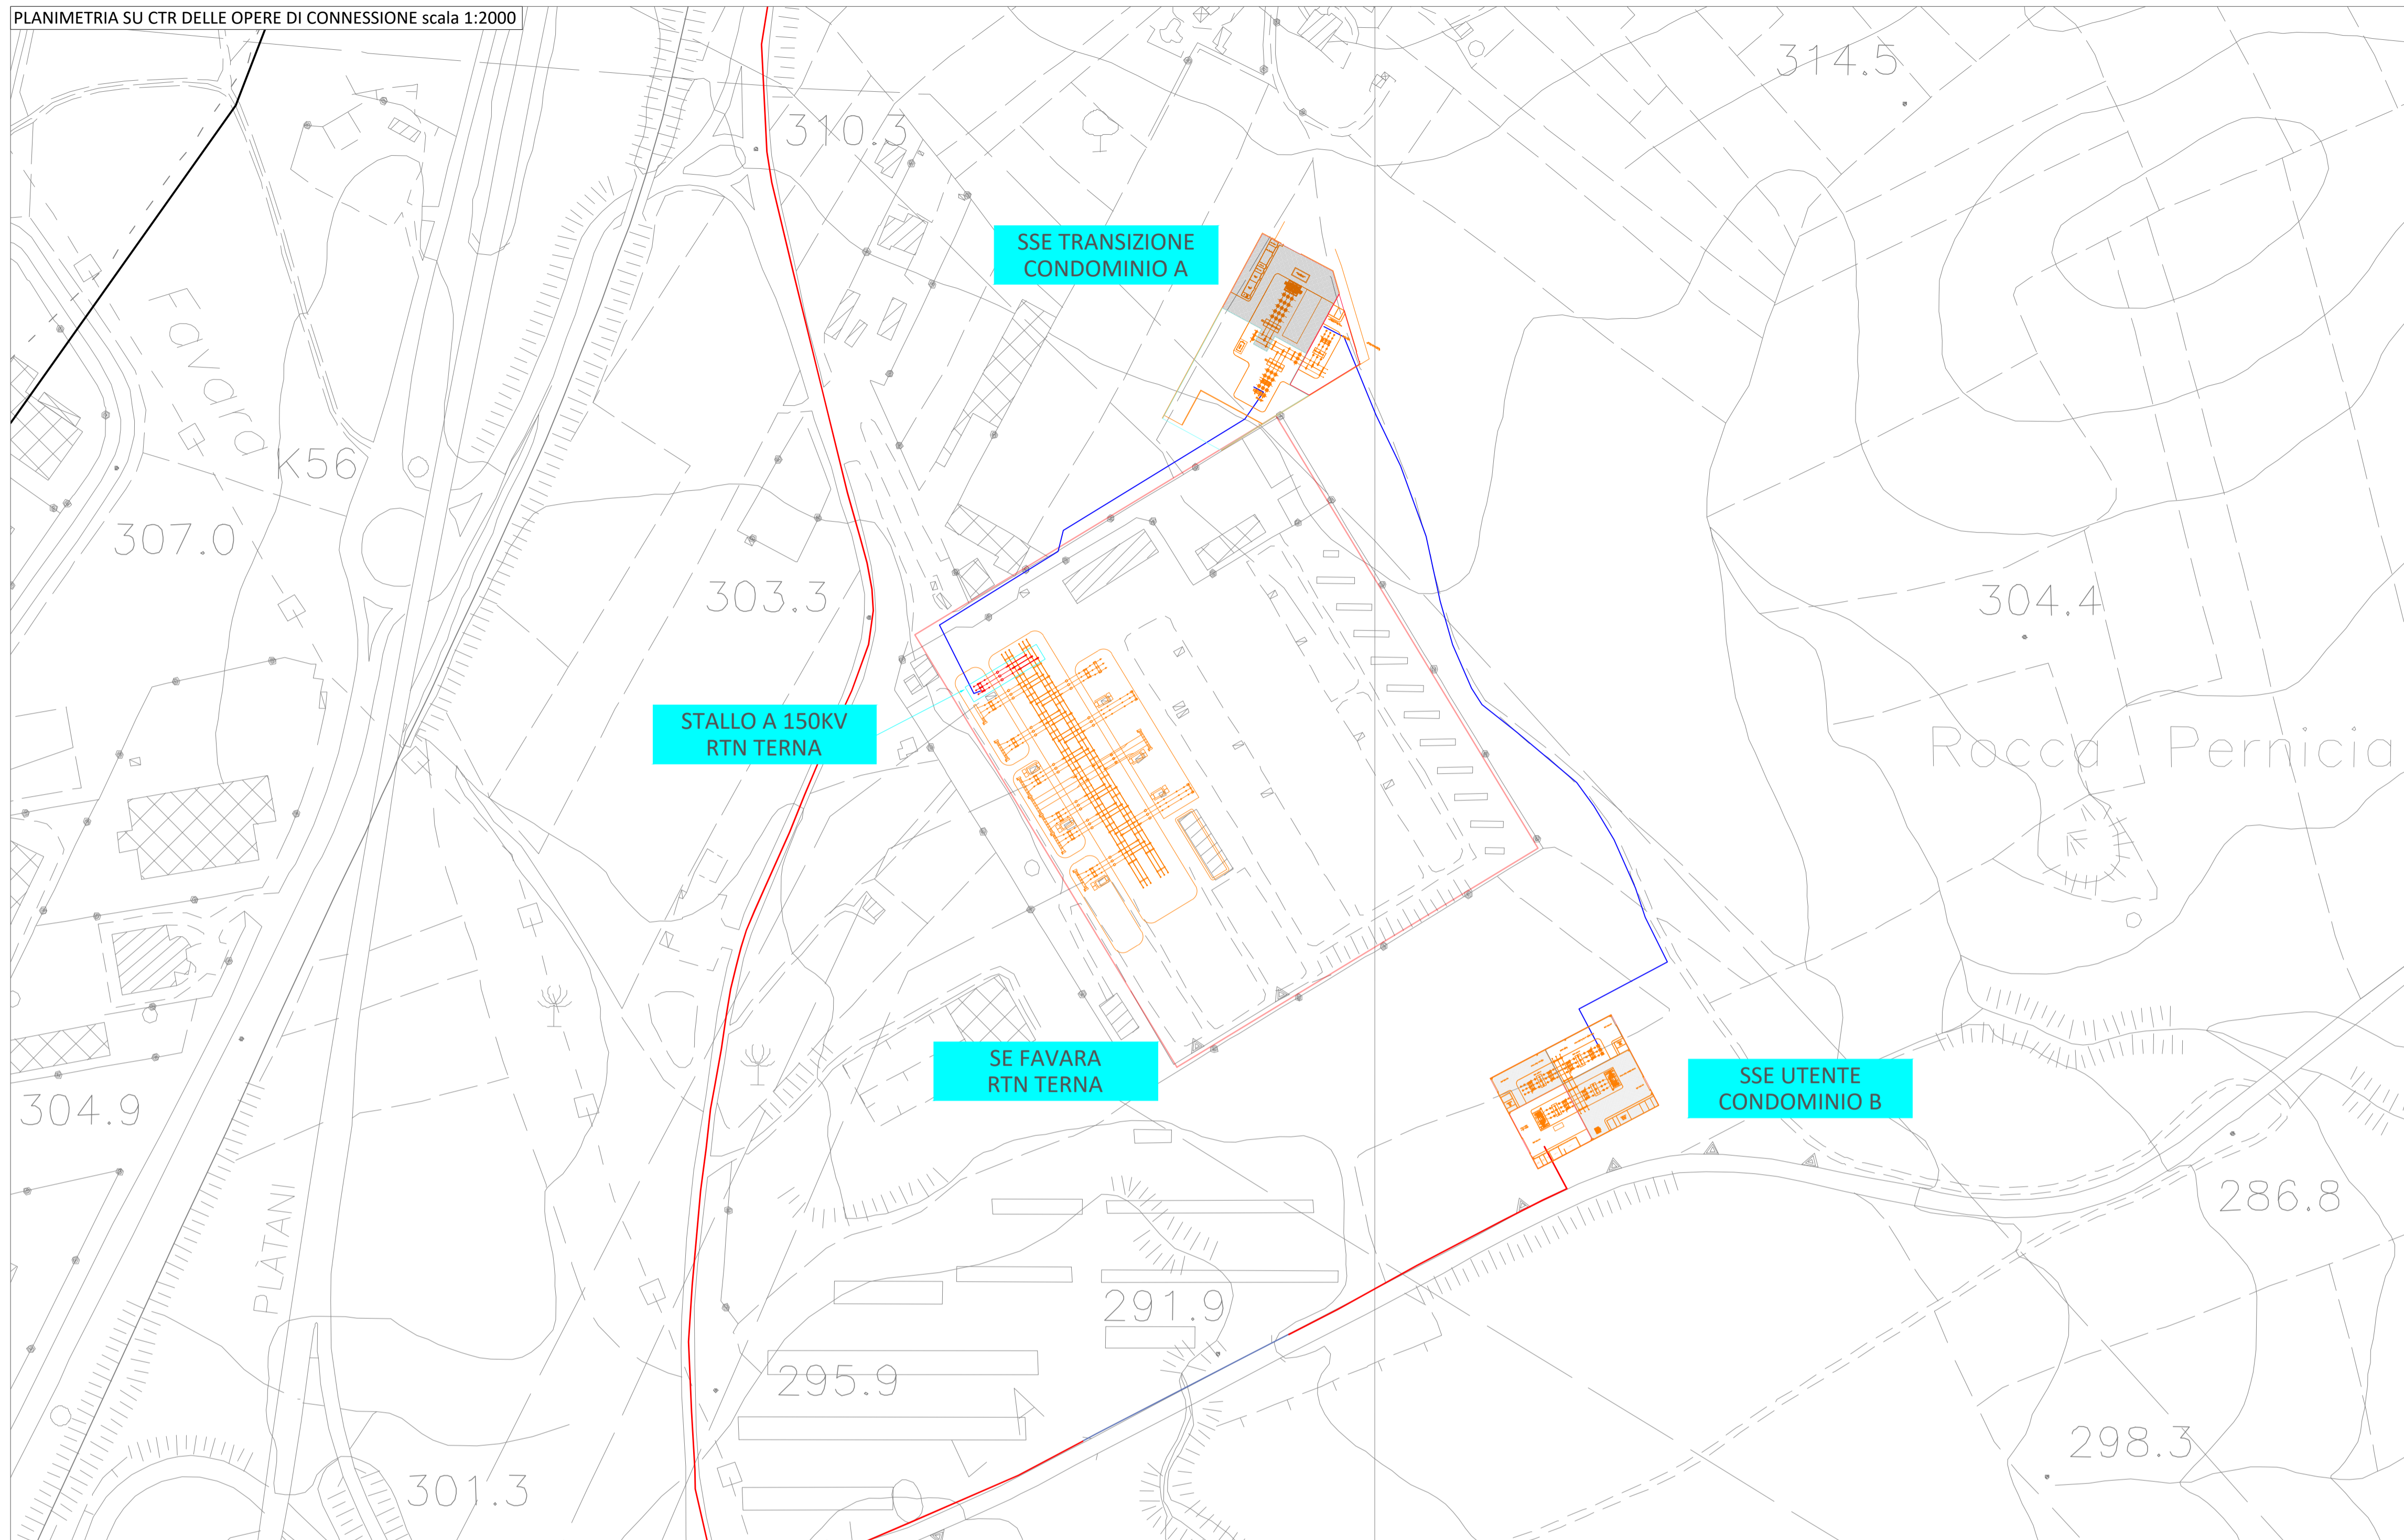 PLANIMETRIA SU CTR DELLE OPERE DI CONNESSIONE scala 1:2000
314.5
310.3
SSE TRANSIZIONE
CONDOMINIO A
K56
307.0
303.3
304.4
STALLO A 150KV
RTN TERNA
Rocca Pernicia
SE FAVARA
RTN TERNA
SSE UTENTE
CONDOMINIO B
304.9
286.8
PLATANI
291.9
295.9
298.3
301.3